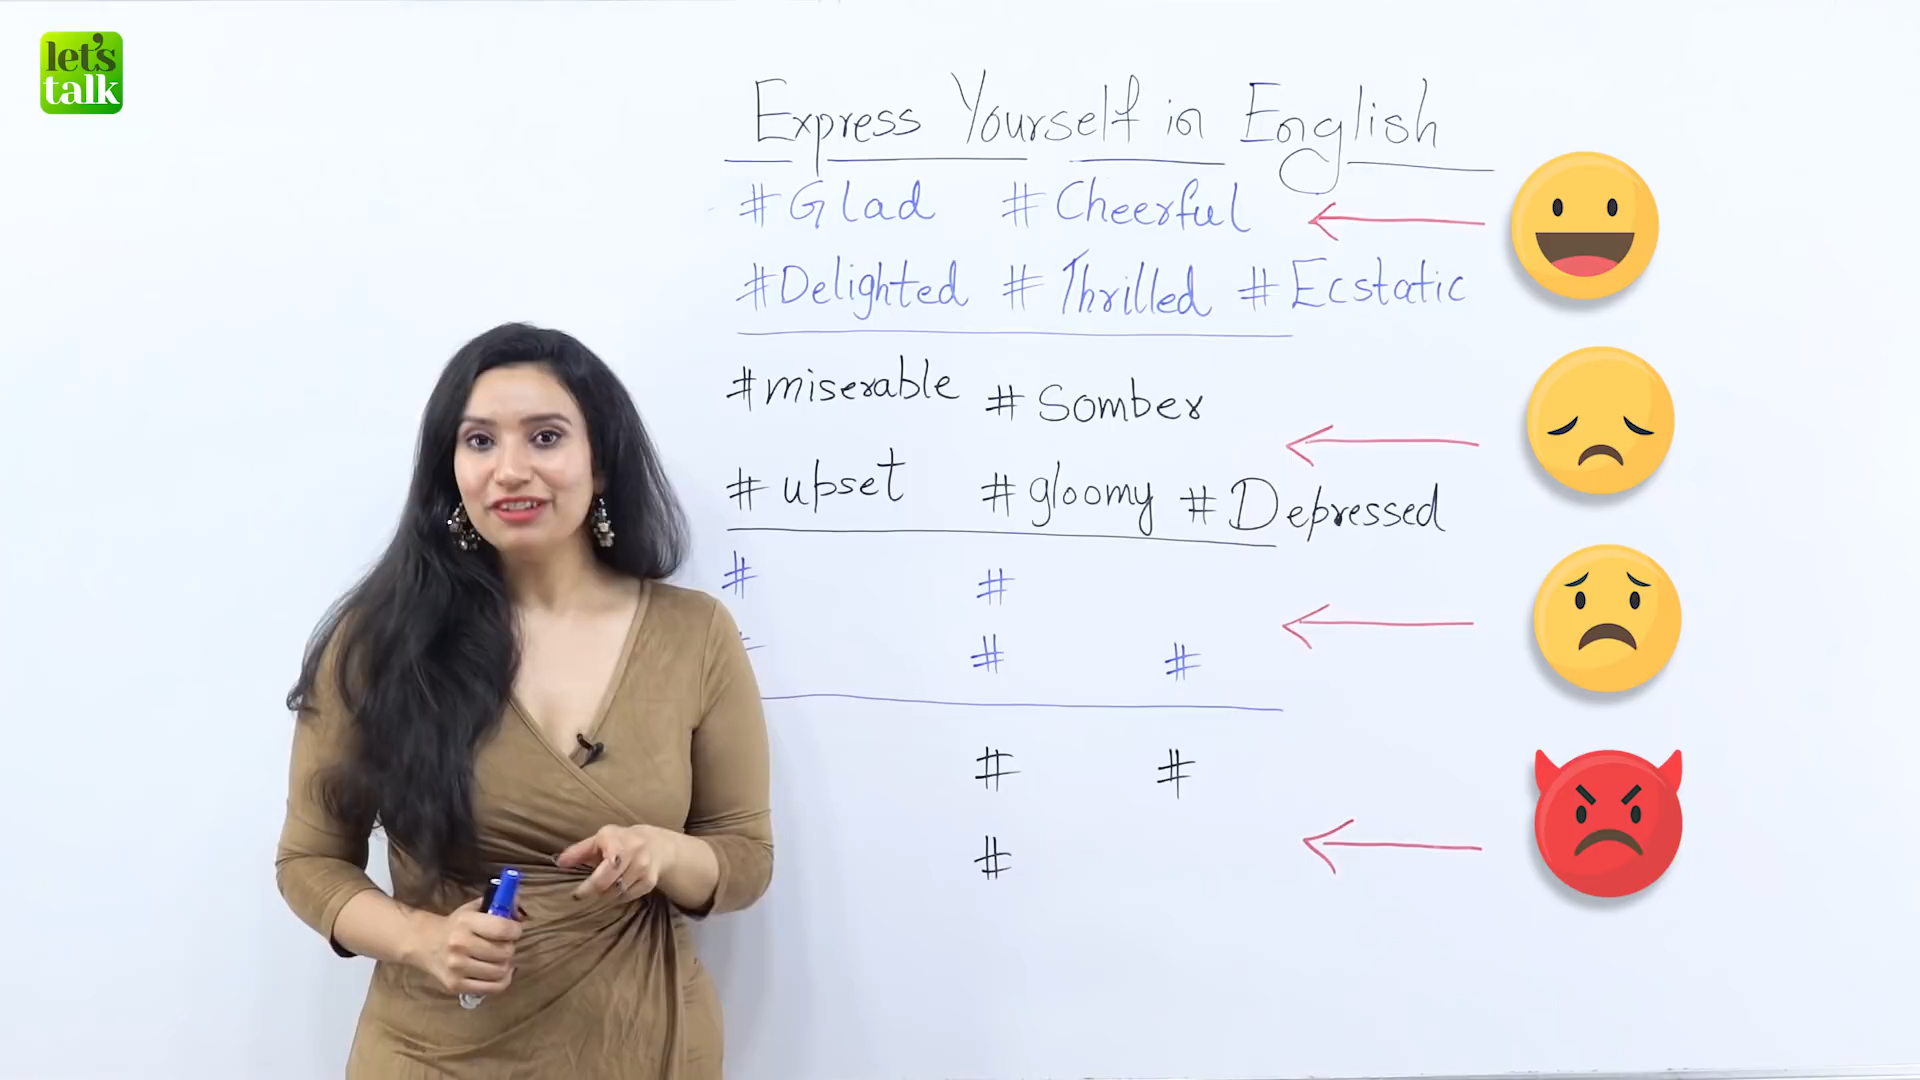 let's
talk
Express Yourself in English
#Glad #Cheerful
#Delighted #Thrilled #Ecstatic
#miserable #Somber
#upset #gloomy #Depressed
# #
# # #
# #
#